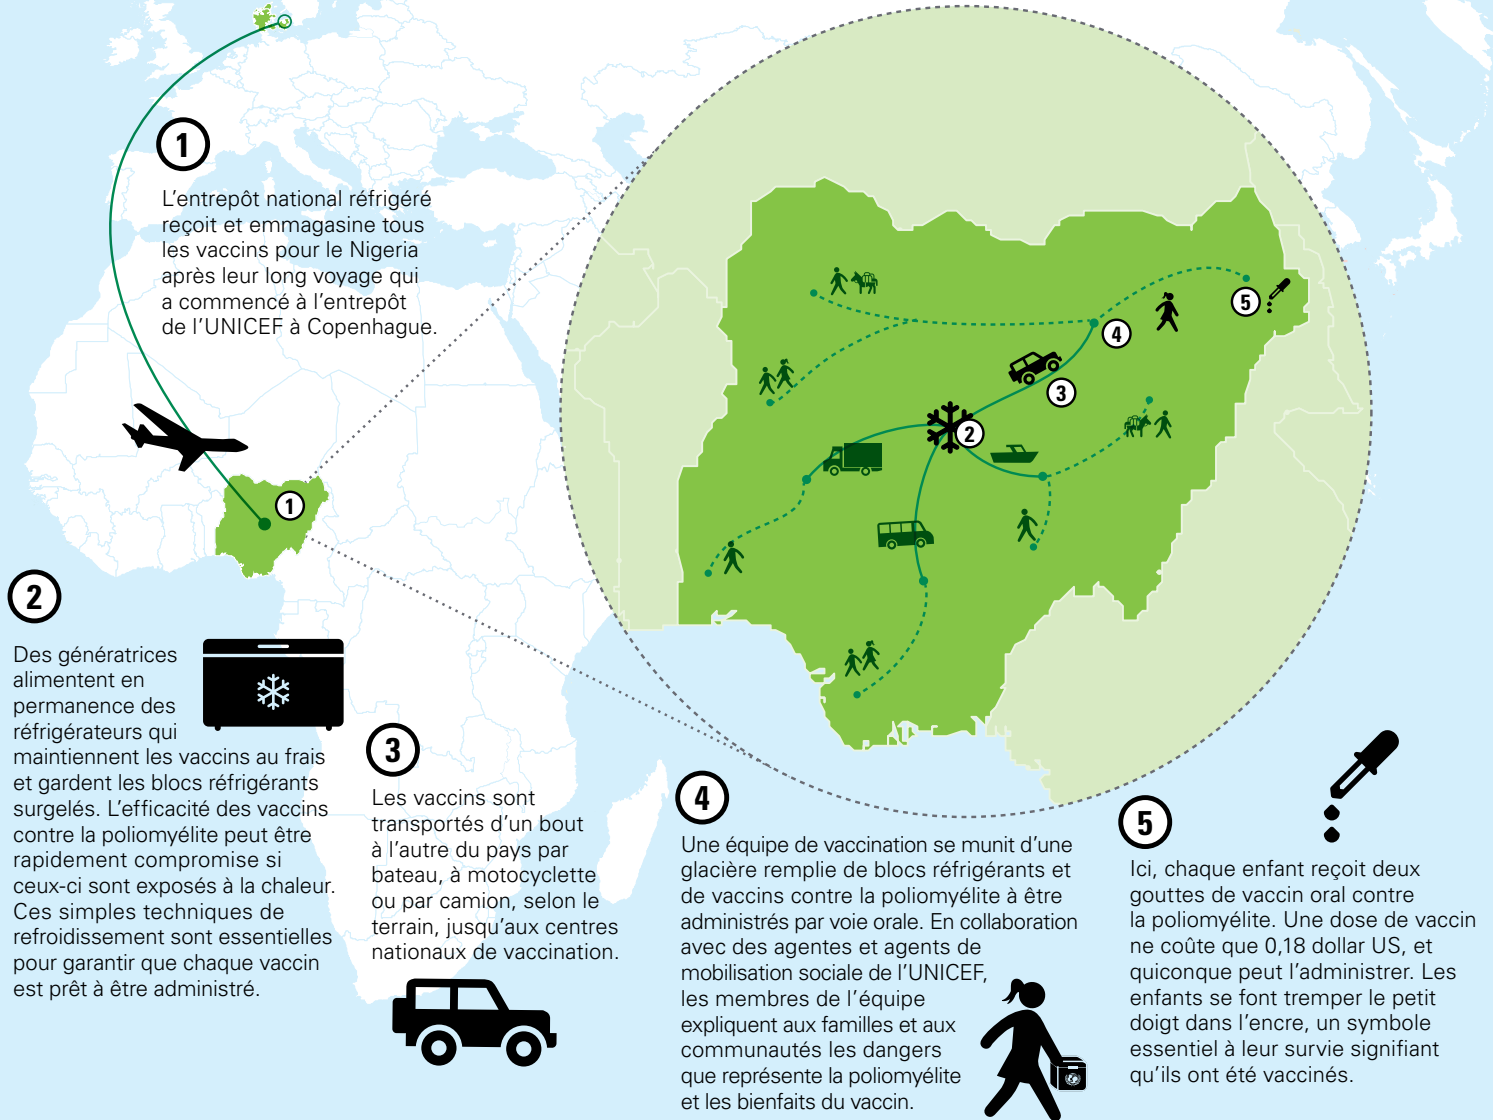 1
L'entrepôt national réfrigéré
reçoit et emmagasine tous
les vaccins pour le Nigeria
après leur long voyage qui
a commencé à l'entrepôt
de l'UNICEF à Copenhague.
1
2
3
4
5
2
Des génératrices
alimentent en
permanence des
réfrigérateurs qui
maintiennent les vaccins au frais
et gardent les blocs réfrigérants
surgelés. L'efficacité des vaccins
contre la poliomyélite peut être
rapidement compromise si
ceux-ci sont exposés à la chaleur.
Ces simples techniques de
refroidissement sont essentielles
pour garantir que chaque vaccin
est prêt à être administré.
3
Les vaccins sont
transportés d'un bout
à l'autre du pays par
bateau, à motocyclette
ou par camion, selon le
terrain, jusqu'aux centres
nationaux de vaccination.
4
Une équipe de vaccination se munit d'une
glacière remplie de blocs réfrigérants et
de vaccins contre la poliomyélite à être
administrés par voie orale. En collaboration
avec des agentes et agents de
mobilisation sociale de l'UNICEF,
les membres de l'équipe
expliquent aux familles et aux
communautés les dangers
que représente la poliomyélite
et les bienfaits du vaccin.
5
Ici, chaque enfant reçoit deux
gouttes de vaccin oral contre
la poliomyélite. Une dose de vaccin
ne coûte que 0,18 dollar US, et
quiconque peut l'administrer. Les
enfants se font tremper le petit
doigt dans l'encre, un symbole
essentiel à leur survie signifiant
qu'ils ont été vaccinés.